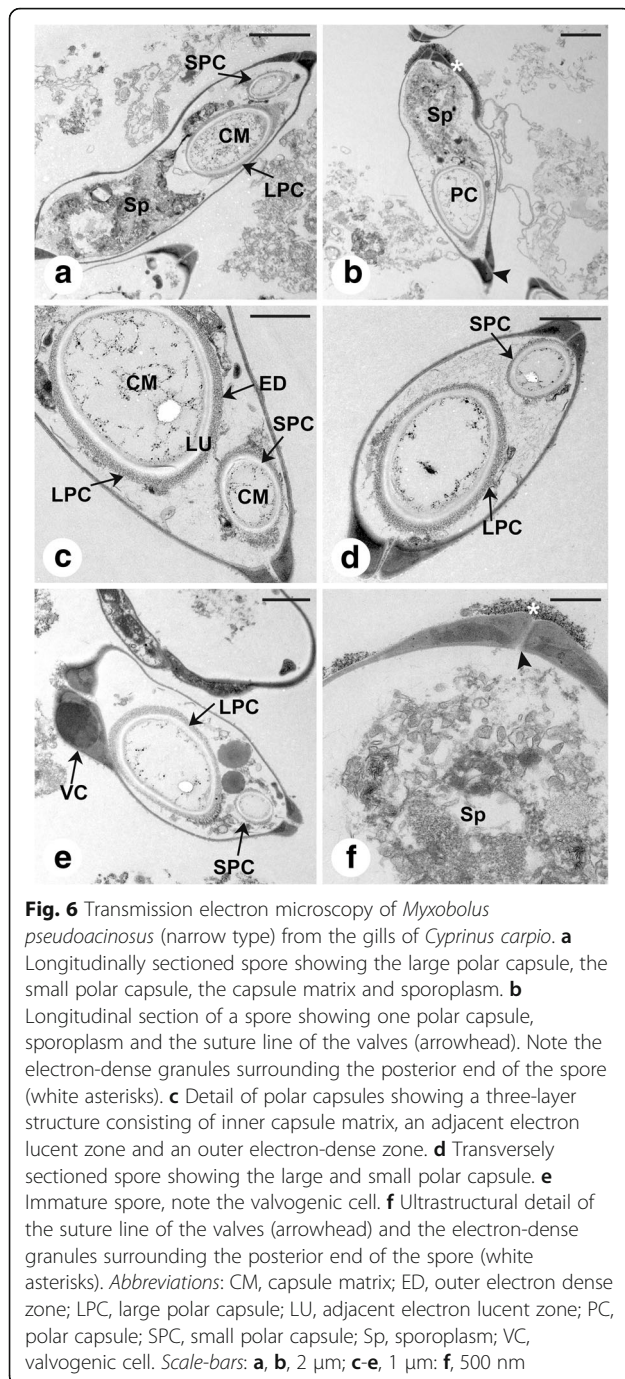 SPC
CM
LPC
Sp
a
*
Sp
PC
b
CM
ED
LU
SPC
LPC
CM
c
SPC
LPC
d
LPC
VC
SPC
e
*
Sp
f
Fig. 6 Transmission electron microscopy of Myxobolus
pseudoacinosus (narrow type) from the gills of Cyprinus carpio. a
Longitudinally sectioned spore showing the large polar capsule, the
small polar capsule, the capsule matrix and sporoplasm. b
Longitudinal section of a spore showing one polar capsule,
sporoplasm and the suture line of the valves (arrowhead). Note the
electron-dense granules surrounding the posterior end of the spore
(white asterisks). c Detail of polar capsules showing a three-layer
structure consisting of inner capsule matrix, an adjacent electron
lucent zone and an outer electron-dense zone. d Transversely
sectioned spore showing the large and small polar capsule. e
Immature spore, note the valvogenic cell. f Ultrastructural detail of
the suture line of the valves (arrowhead) and the electron-dense
granules surrounding the posterior end of the spore (white
asterisks). Abbreviations: CM, capsule matrix; ED, outer electron dense
zone; LPC, large polar capsule; LU, adjacent electron lucent zone; PC,
polar capsule; SPC, small polar capsule; Sp, sporoplasm; VC,
valvogenic cell. Scale-bars: a, b, 2 μm; c-e, 1 μm: f, 500 nm